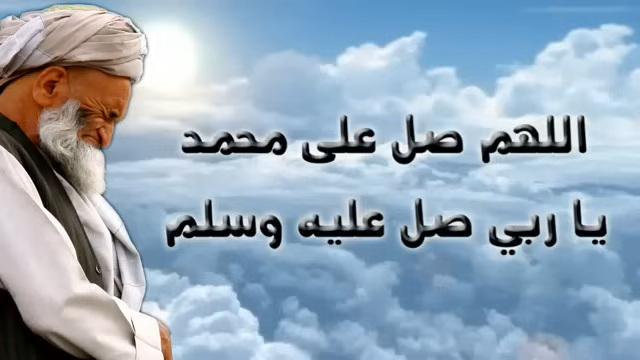 اللهم صل على محمد
يا ربي صل عليه وسلم